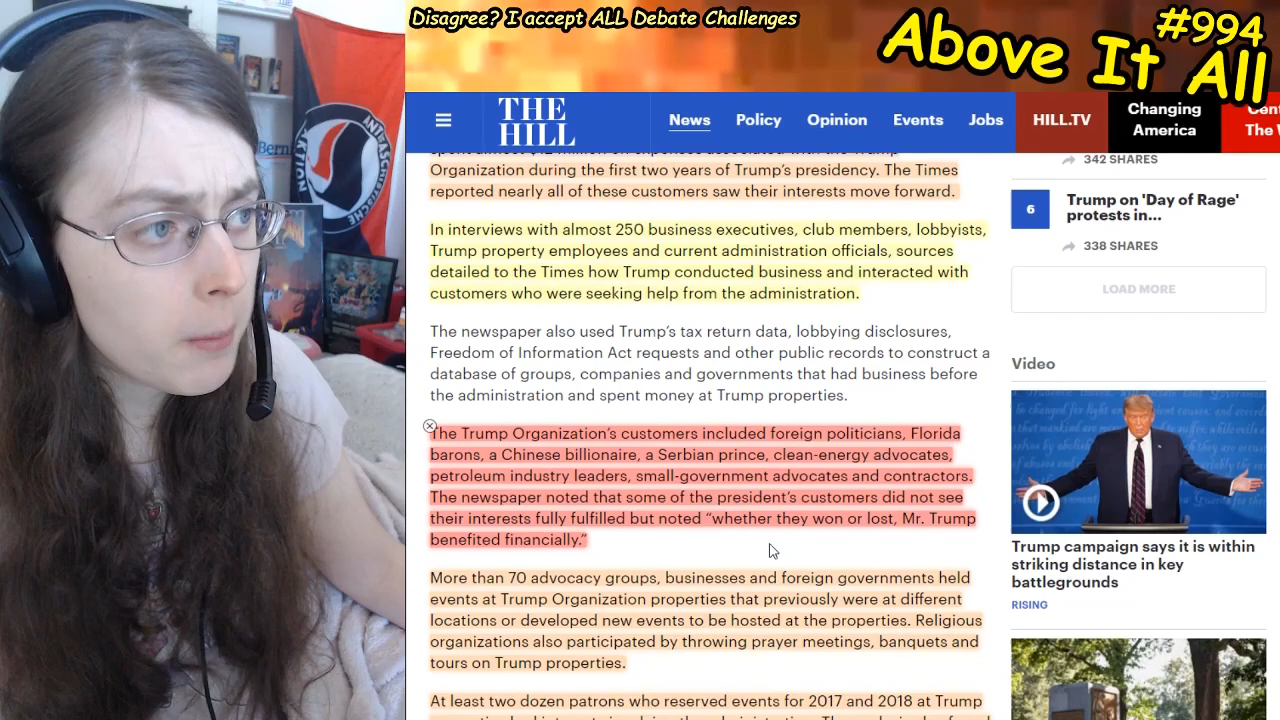 Disagree? I accept ALL Debate Challenges
#994
Above It All
THE
HILL
News
Policy
Opinion
Events
Jobs
HILL.TV
Changing
America
The
Organization during the first two years of Trump's presidency. The Times
reported nearly all of these customers saw their interests move forward.
In interviews with almost 250 business executives, club members, lobbyists,
Trump property employees and current administration officials, sources
detailed to the Times how Trump conducted business and interacted with
customers who were seeking help from the administration.
The newspaper also used Trump's tax return data, lobbying disclosures,
Freedom of Information Act requests and other public records to construct a
database of groups, companies and governments that had business before
the administration and spent money at Trump properties.
The Trump Organization's customers included foreign politicians, Florida
barons, a Chinese billionaire, a Serbian prince, clean-energy advocates,
petroleum industry leaders, small-government advocates and contractors.
The newspaper noted that some of the president's customers did not see
their interests fully fulfilled but noted “whether they won or lost, Mr. Trump
benefited financially.”
More than 70 advocacy groups, businesses and foreign governments held
events at Trump Organization properties that previously were at different
locations or developed new events to be hosted at the properties. Religious
organizations also participated by throwing prayer meetings, banquets and
tours on Trump properties.
At least two dozen patrons who reserved events for 2017 and 2018 at Trump
342 SHARES
6
Trump on 'Day of Rage'
protests in...
338 SHARES
LOAD MORE
Video
Trump campaign says it is within
striking distance in key
battlegrounds
RISING
AKTION
ANTIFASCHISTISCHE
Bern